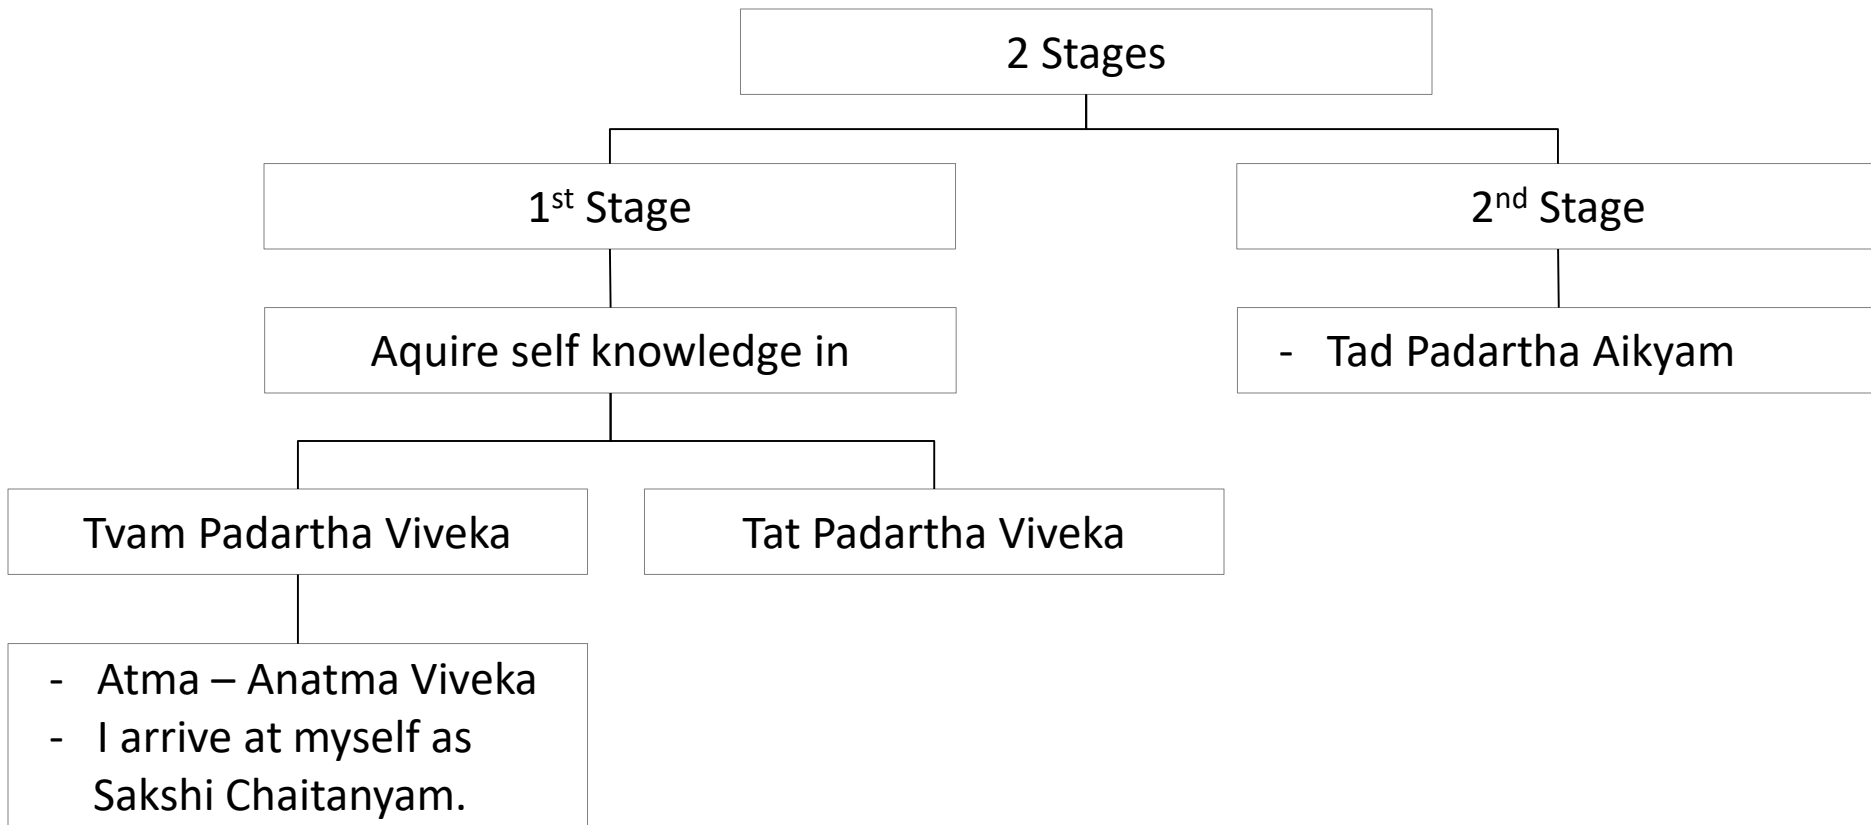 2 Stages
1st Stage
2nd Stage
Aquire self knowledge in
- Tad Padartha Aikyam
Tvam Padartha Viveka
Tat Padartha Viveka
- Atma – Anatma Viveka
- I arrive at myself as
Sakshi Chaitanyam.